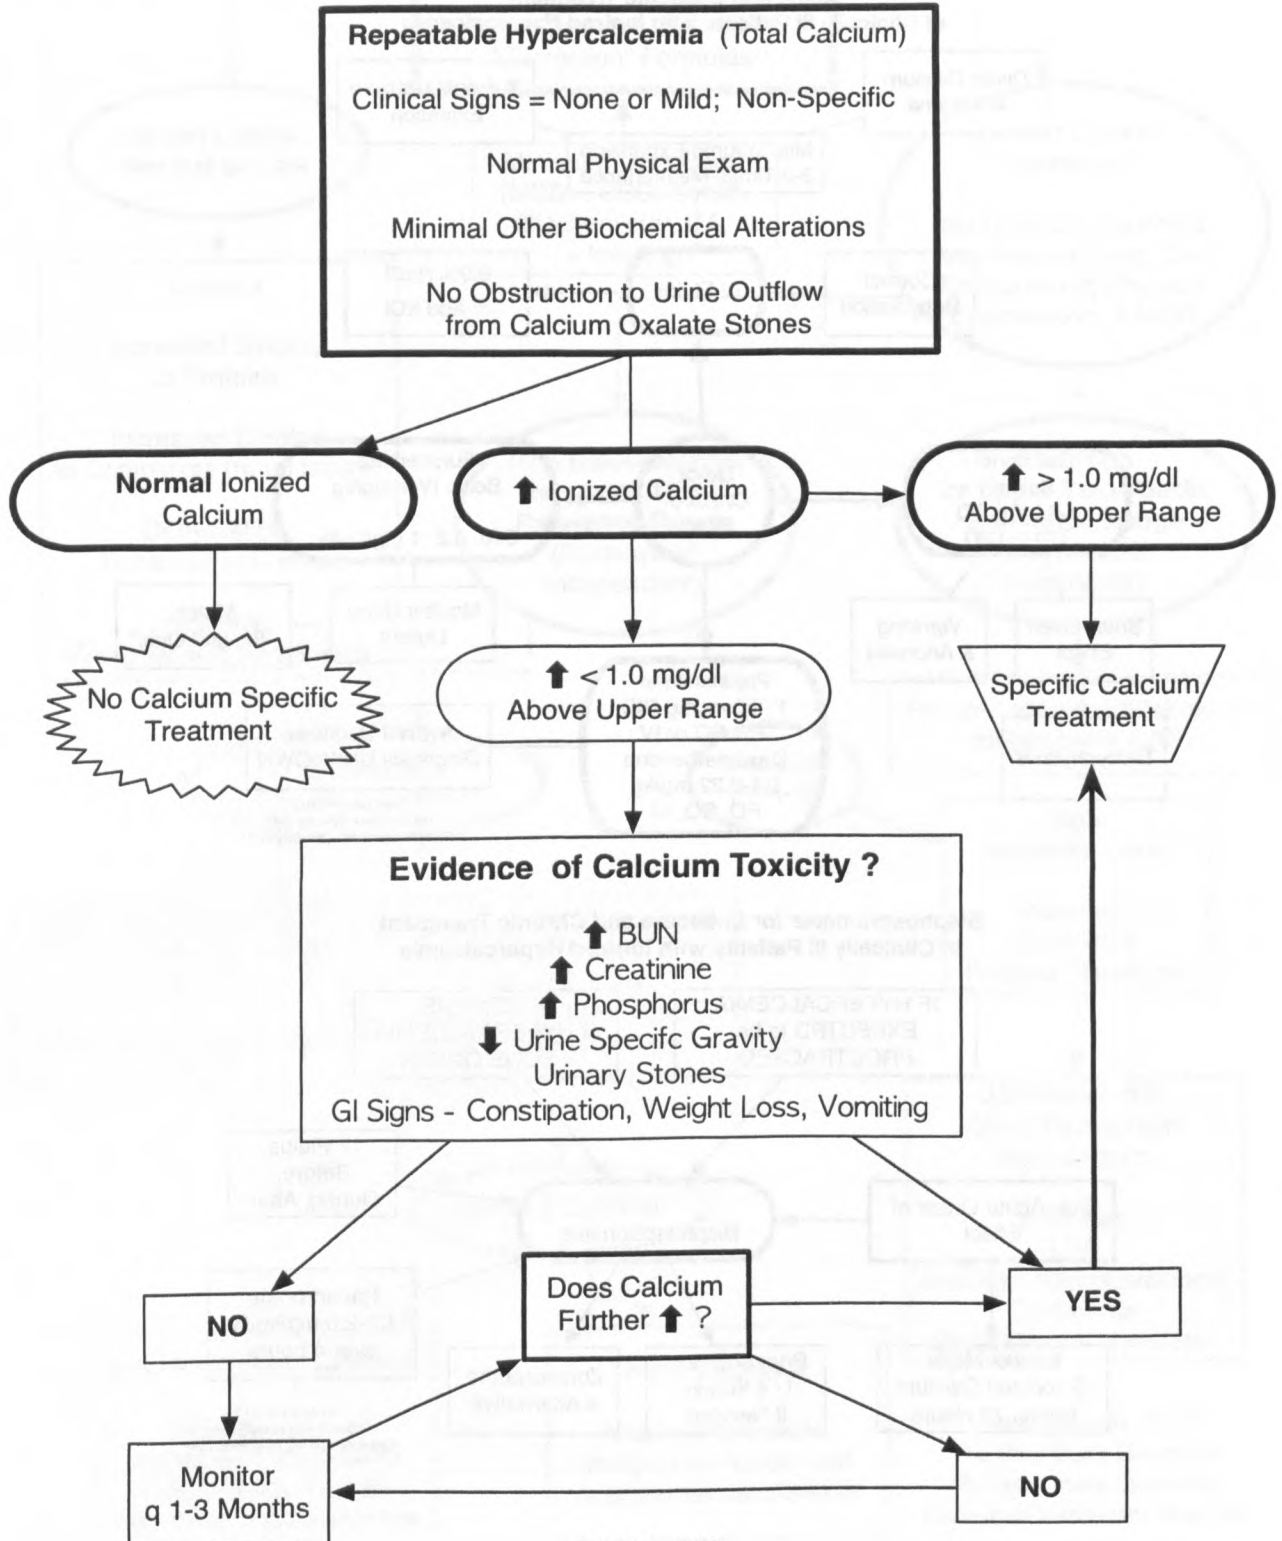 Repeatable Hypercalcemia (Total Calcium)
Clinical Signs = None or Mild; Non-Specific
Normal Physical Exam
Minimal Other Biochemical Alterations
No Obstruction to Urine Outflow
from Calcium Oxalate Stones
Normal Ionized
Calcium
⬆ Ionized Calcium
⬆ > 1.0 mg/dl
Above Upper Range
No Calcium Specific
Treatment
⬆ < 1.0 mg/dl
Above Upper Range
Specific Calcium
Treatment
Evidence of Calcium Toxicity ?
⬆ BUN
⬆ Creatinine
⬆ Phosphorus
⬇ Urine Specifc Gravity
Urinary Stones
GI Signs - Constipation, Weight Loss, Vomiting
NO
Does Calcium
Further ⬆ ?
YES
Monitor
q 1-3 Months
NO